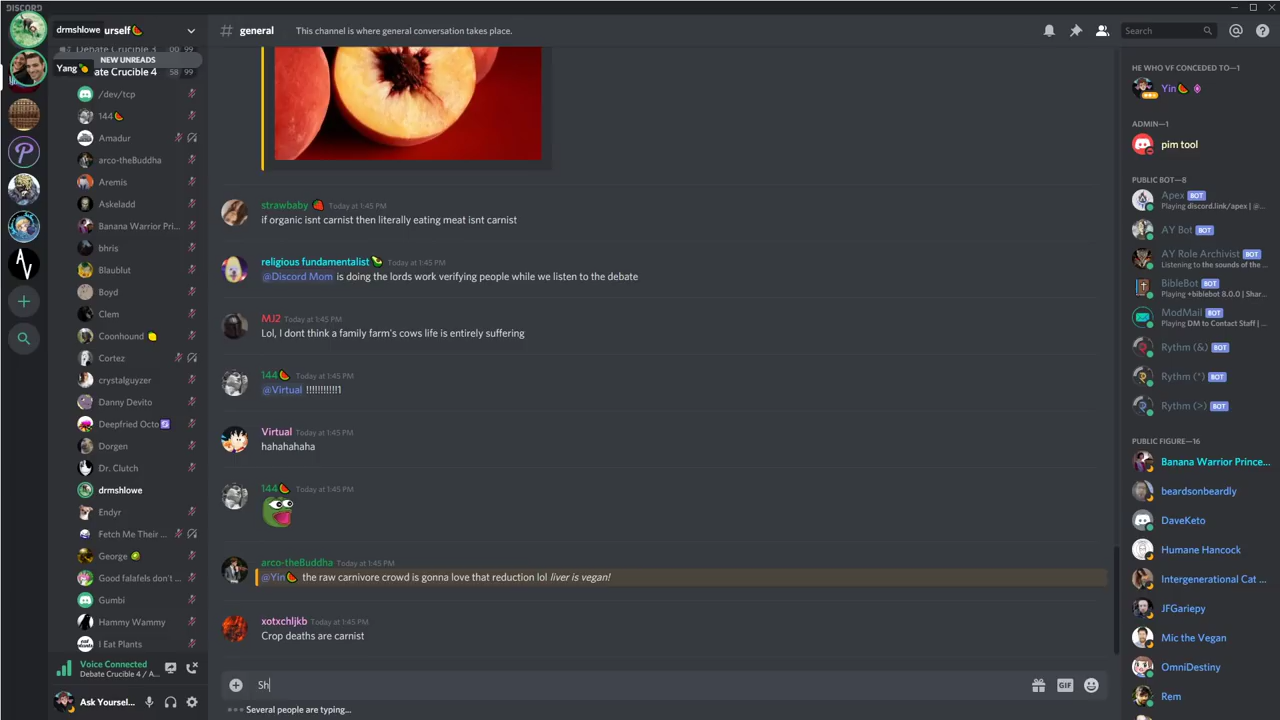 DISCORD
drmshlowe
urself
Yang
Debate Crucible 3 00 99
NEW UNREADS
ate Crucible 4 58 99
/dev/tcp
144
Amadur
arco-theBuddha
Aremis
Askeladd
Banana Warrior Pri...
bhris
Blaublut
Boyd
Clem
Coonhound
Cortez
crystalguyzer
Danny Devito
Deepfried Octo
Dorgen
Dr. Clutch
drmshlowe
Endyr
Fetch Me Their ...
George
Good falafels don't ...
Gumbi
Hammy Wammy
I Eat Plants
Voice Connected
Debate Crucible 4 / A...
Ask Yoursel...
# general This channel is where general conversation takes place.
Search
strawbaby Today at 1:45 PM
if organic isnt carnist then literally eating meat isnt carnist
religious fundamentalist Today at 1:45 PM
@Discord Mom is doing the lords work verifying people while we listen to the debate
MJ2 Today at 1:45 PM
Lol, I dont think a family farm's cows life is entirely suffering
144 Today at 1:45 PM
@Virtual !!!!!!!!!!!1
Virtual Today at 1:45 PM
hahahahaha
144 Today at 1:45 PM
arco-theBuddha Today at 1:45 PM
@Yin the raw carnivore crowd is gonna love that reduction lol liver is vegan!
xotxchljkb Today at 1:45 PM
Crop deaths are carnist
Sh
GIF
Several people are typing...
HE WHO VF CONCEDED TO—1
Yin
ADMIN—1
pim tool
PUBLIC BOT—8
Apex BOT
Playing discord.link/apex | @...
AY Bot BOT
AY Role Archivist BOT
Listening to the sounds of the ...
BibleBot BOT
Playing +biblebot 8.0.0 | Shar...
ModMail BOT
Playing DM to Contact Staff | ...
Rythm (&) BOT
Rythm (*) BOT
Rythm (>) BOT
PUBLIC FIGURE—16
Banana Warrior Prince...
beardsonbeardly
DaveKeto
Humane Hancock
Intergenerational Cat ...
JFGariepy
Mic the Vegan
OmniDestiny
Rem